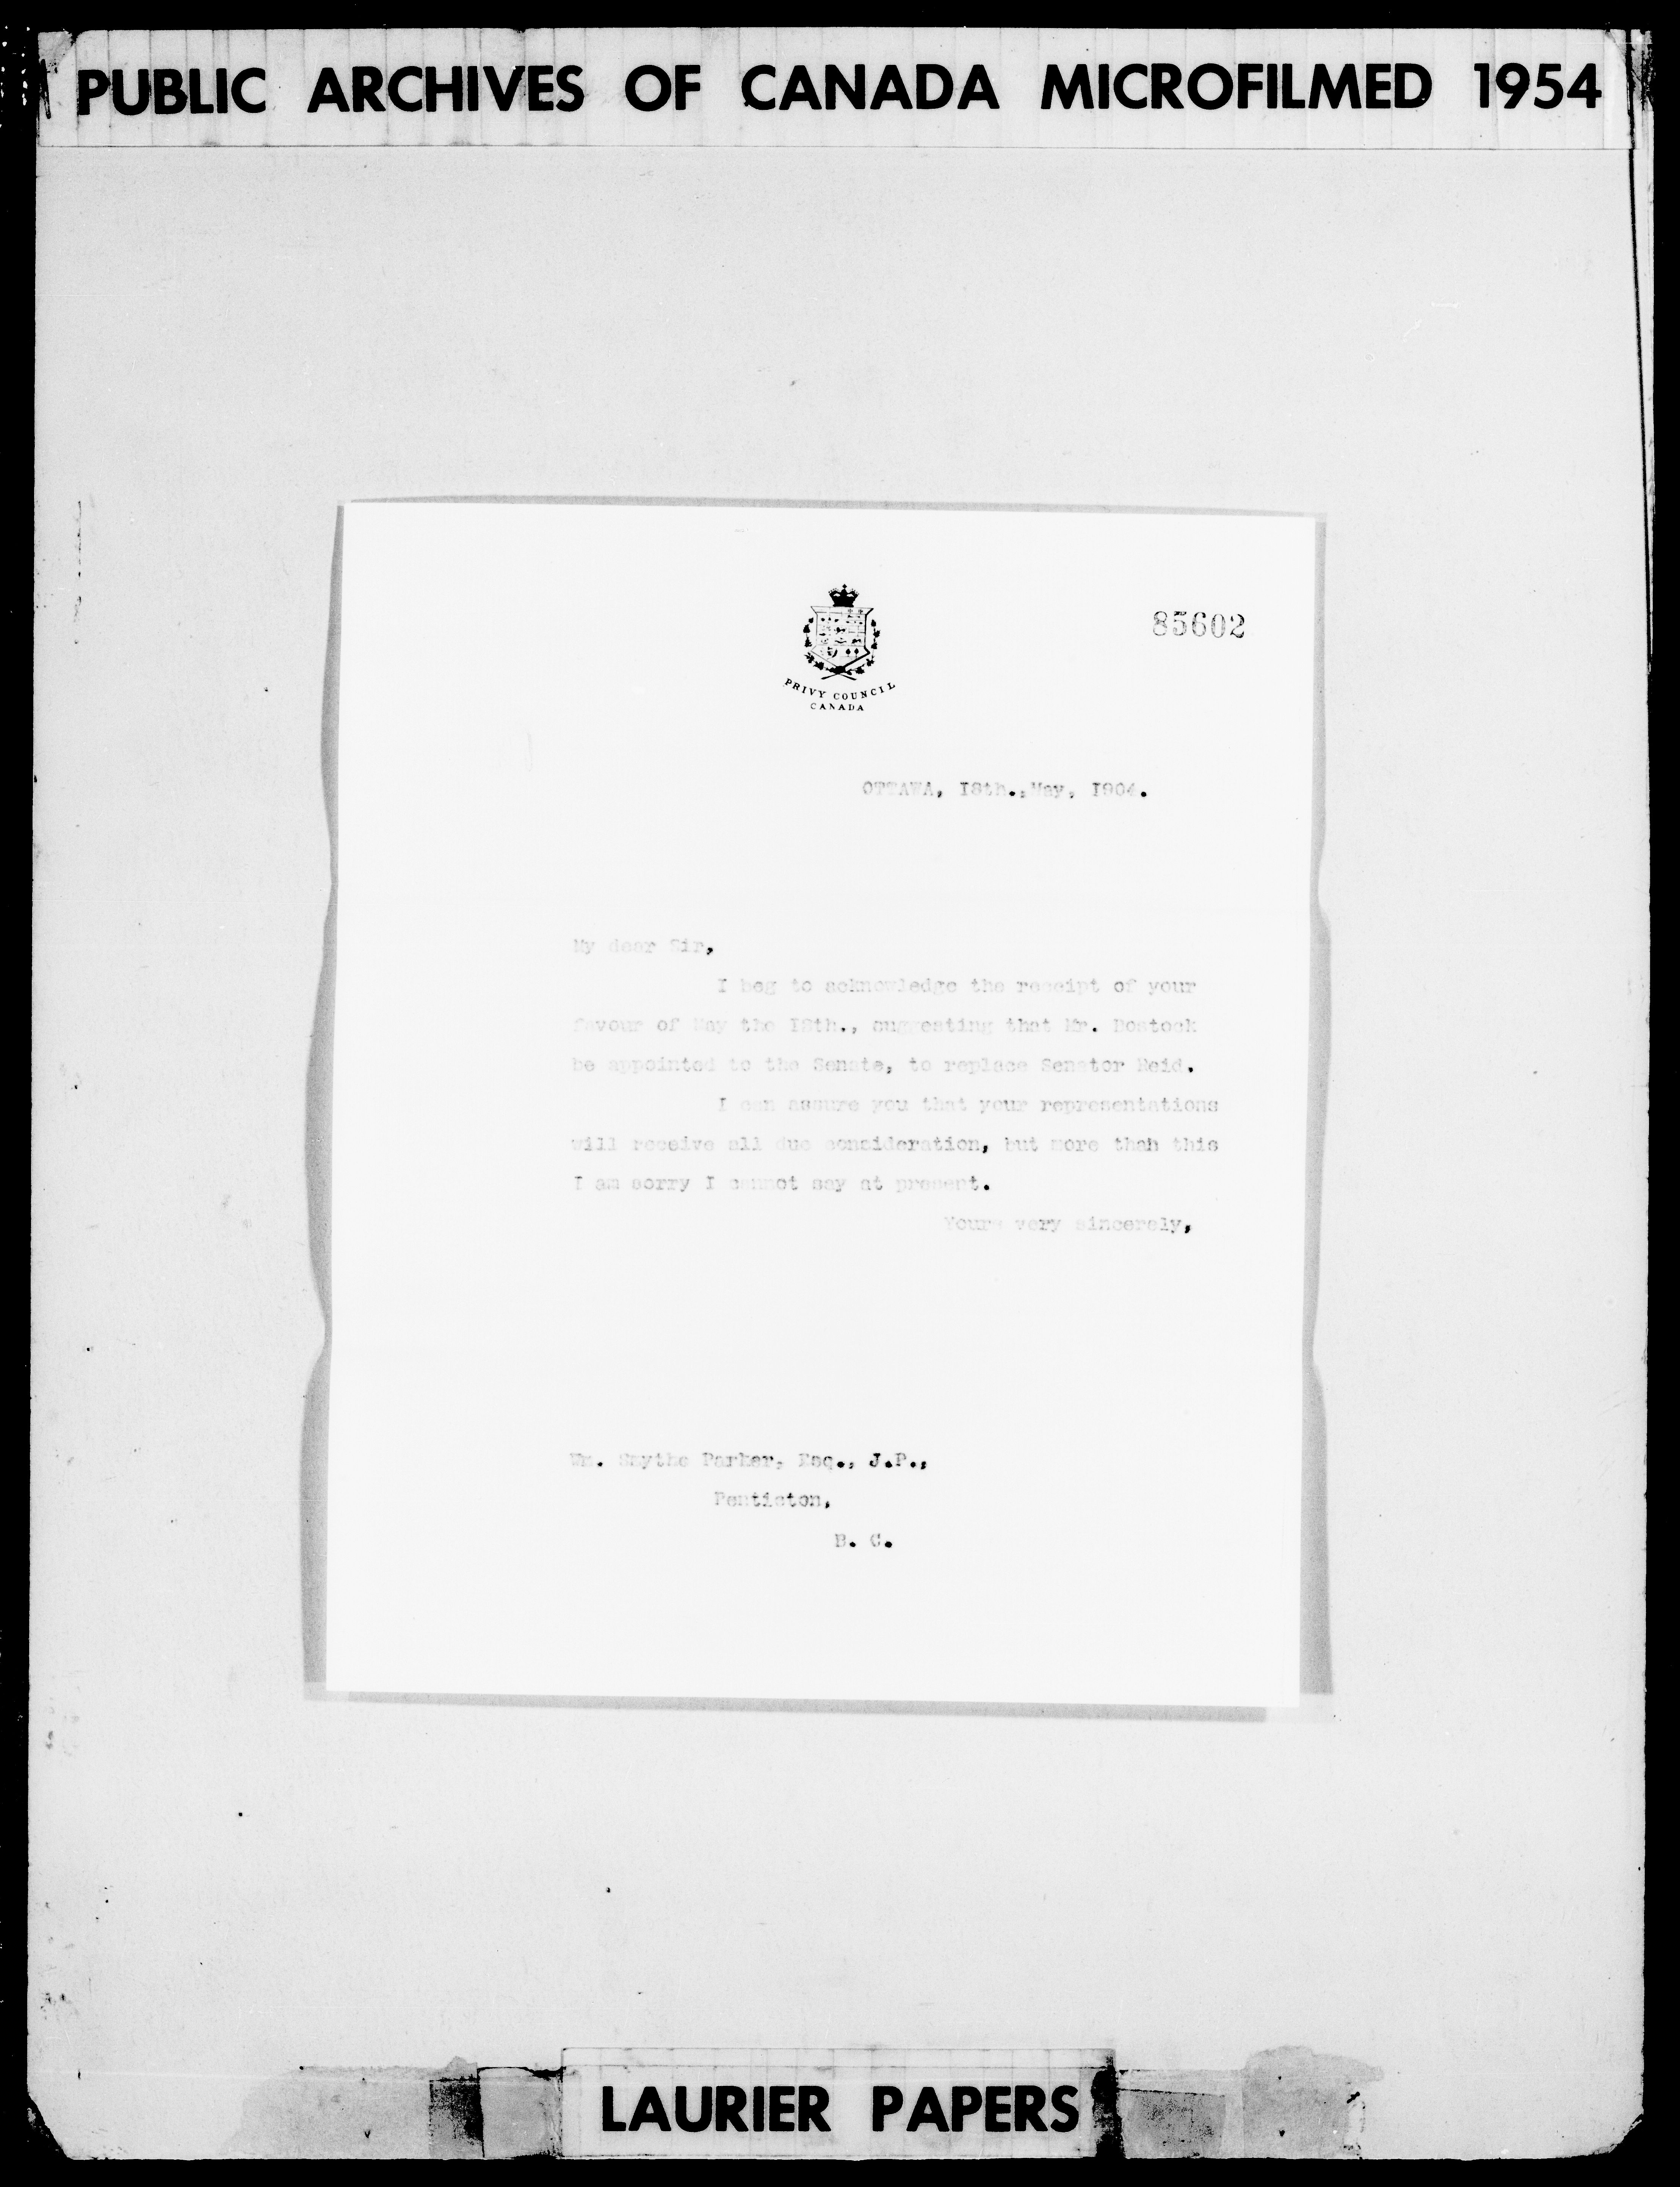 PUBLIC ARCHIVES OF CANADA MICROFILMED 1954
85602
PRIVY COUNCIL
CANADA
OTTAWA, I8th.,May, I904.
My dear Sir,
I beg to acknowledge the receipt of your
favour of May the I2th., suggesting that Mr. Bostock
be appointed to the Senate, to replace Senator Reid.
I can assure you that your representations
will receive all due consideration, but more than this
I am sorry I cannot say at present.
Yours very sincerely,
Wm. Smythe Parker, Esq., J.P.,
Penticton,
B. C.
LAURIER PAPERS